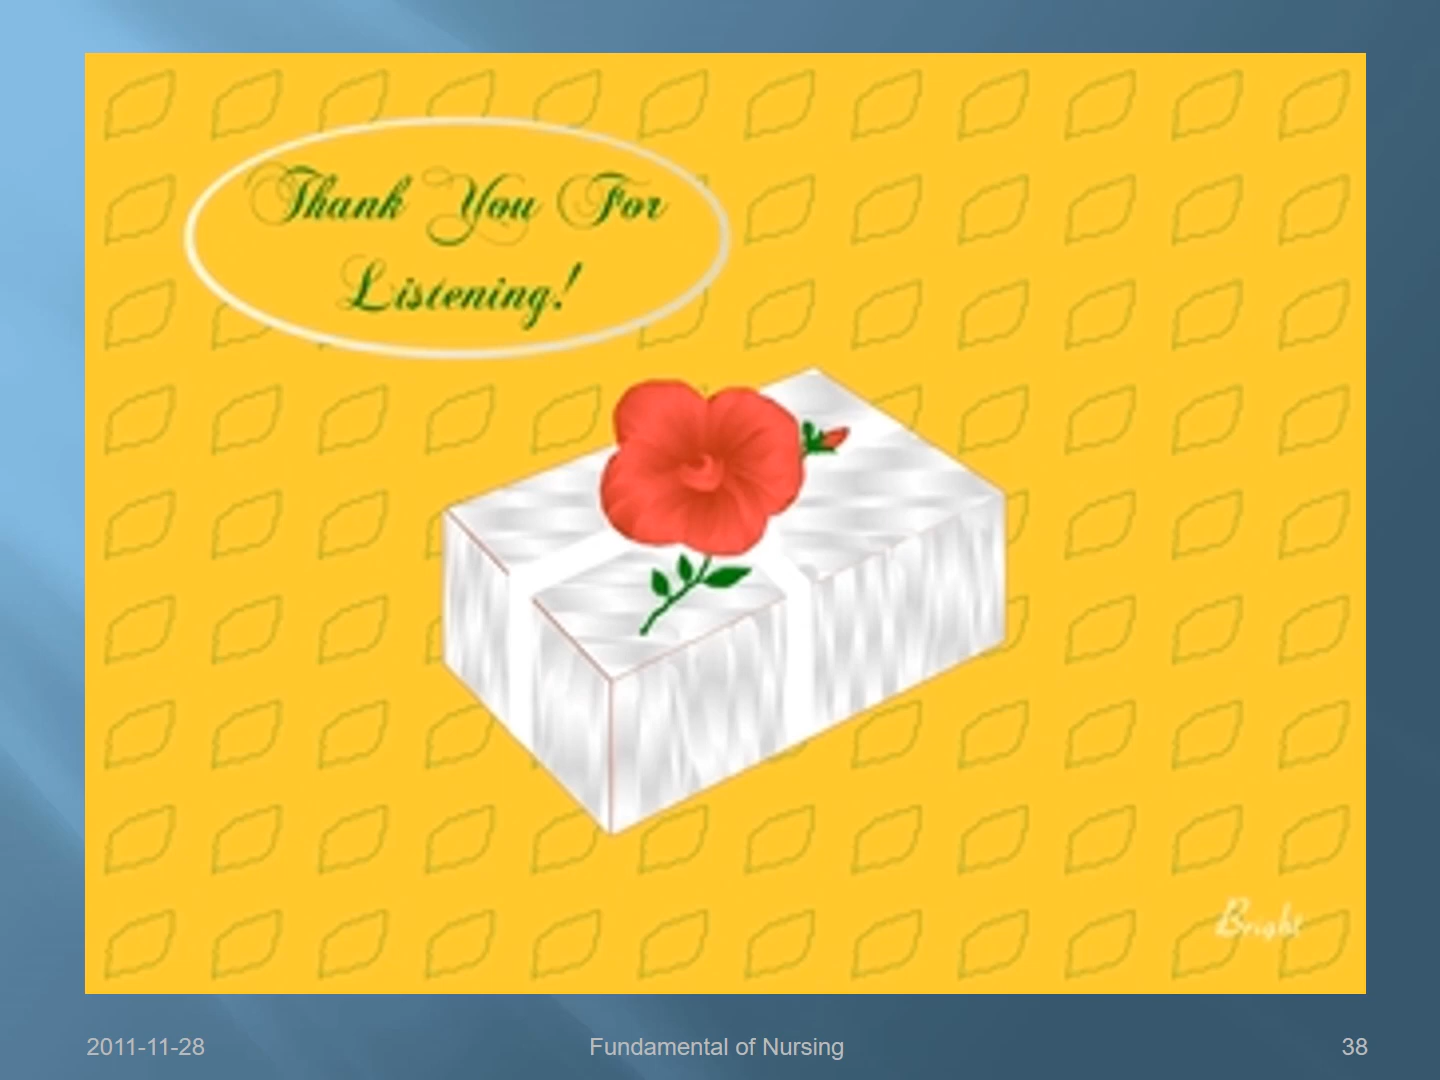 Thank You For
Listening!
Bright
2011-11-28
Fundamental of Nursing
38